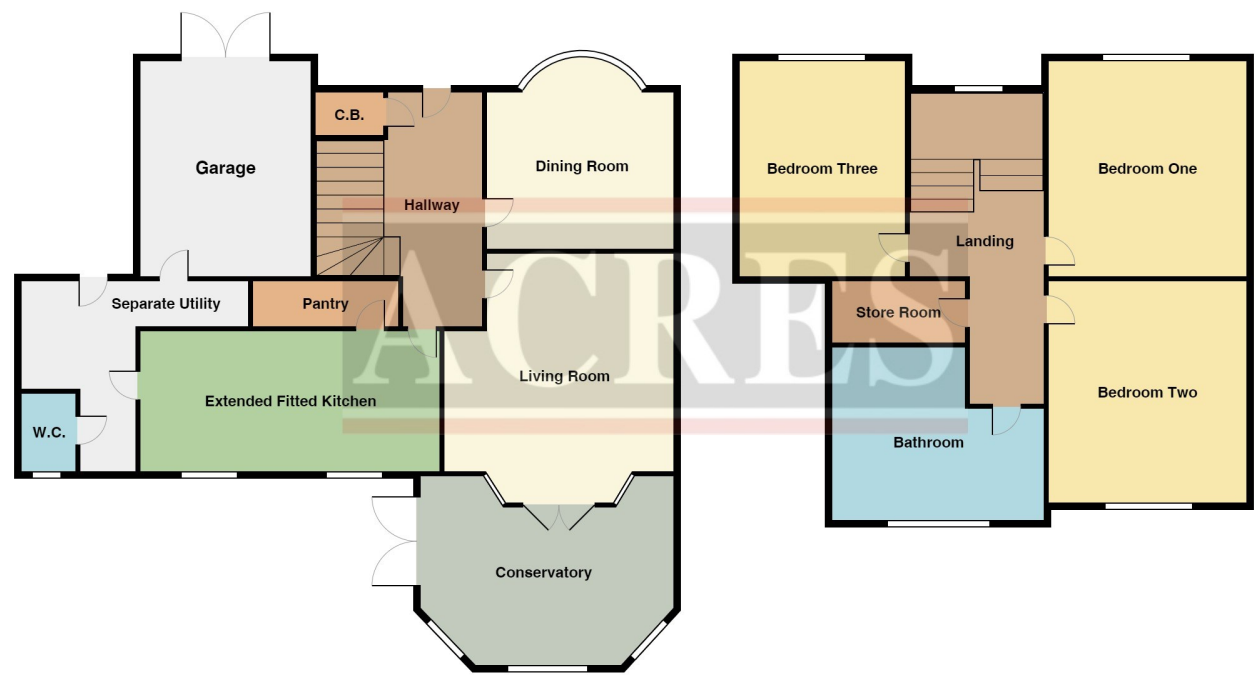 C.B.
Garage
Dining Room
Hallway
Separate Utility
Pantry
Living Room
Extended Fitted Kitchen
W.C.
Conservatory
Bedroom Three
Bedroom One
Landing
Store Room
Bedroom Two
Bathroom
ACRES